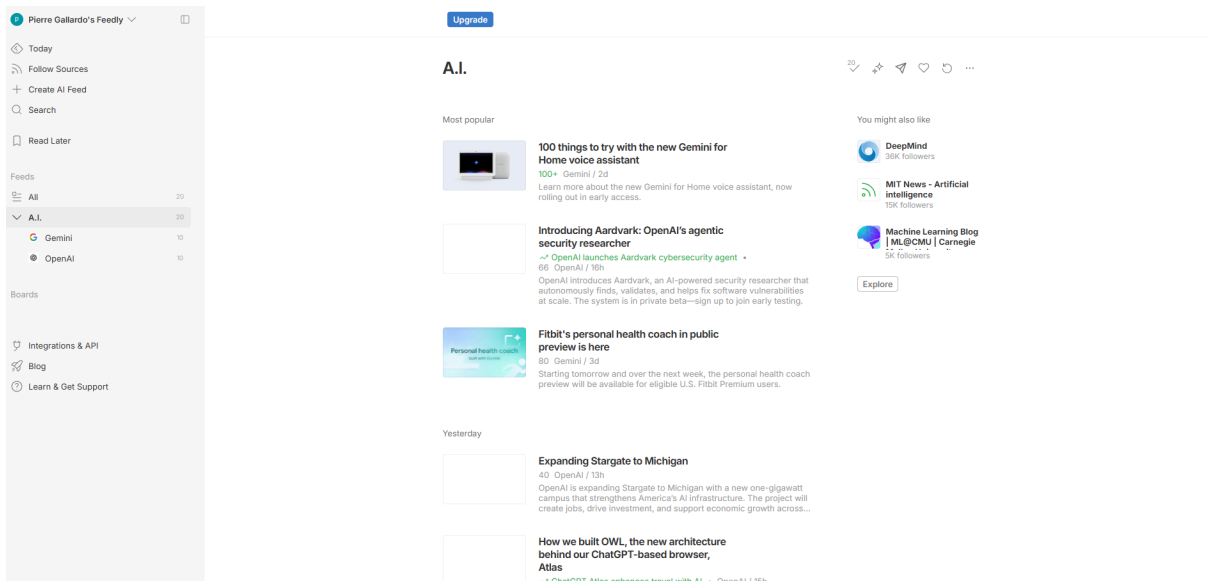 P Pierre Gallardo's Feedly
Today
Follow Sources
Create AI Feed
Search
Read Later
Feeds
All 20
A.I. 20
Gemini 10
OpenAI 10
Boards
Integrations & API
Blog
Learn & Get Support
Upgrade
A.I.
20
Most popular
100 things to try with the new Gemini for
Home voice assistant
100+ Gemini / 2d
Learn more about the new Gemini for Home voice assistant, now
rolling out in early access.
Introducing Aardvark: OpenAI's agentic
security researcher
OpenAI launches Aardvark cybersecurity agent •
66 OpenAI / 16h
OpenAI introduces Aardvark, an AI-powered security researcher that
autonomously finds, validates, and helps fix software vulnerabilities
at scale. The system is in private beta—sign up to join early testing.
Personal health coach
Fitbit's personal health coach in public
preview is here
80 Gemini / 3d
Starting tomorrow and over the next week, the personal health coach
preview will be available for eligible U.S. Fitbit Premium users.
Yesterday
Expanding Stargate to Michigan
40 OpenAI / 13h
OpenAI is expanding Stargate to Michigan with a new one-gigawatt
campus that strengthens America's AI infrastructure. The project will
create jobs, drive investment, and support economic growth across...
How we built OWL, the new architecture
behind our ChatGPT-based browser,
Atlas
ChatGPT Atlas enhances travel with AI • OpenAI / 15h
You might also like
DeepMind
36K followers
MIT News - Artificial
intelligence
15K followers
Machine Learning Blog
| ML@CMU | Carnegie
5K followers
Explore